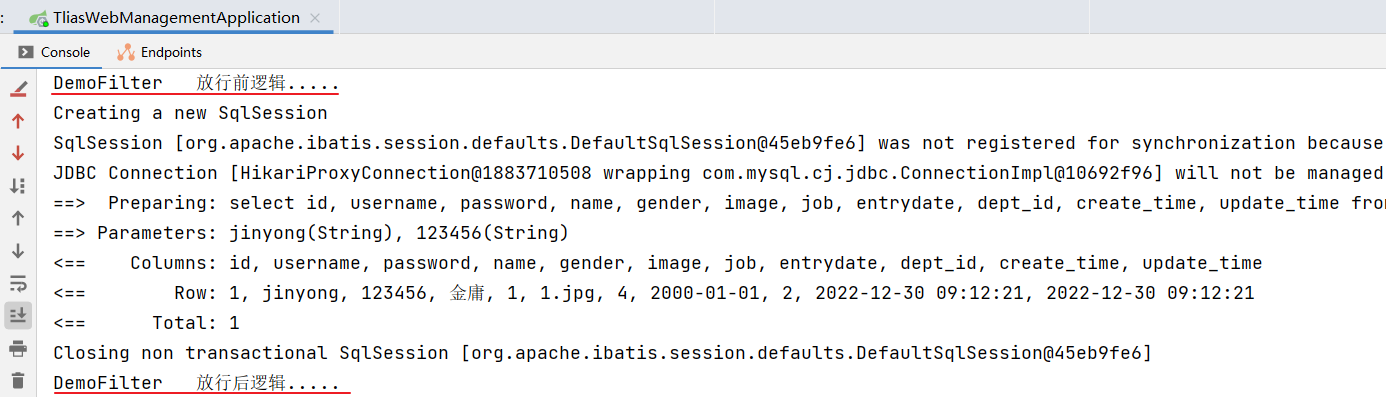 :
TliasWebManagementApplication ×
Console Endpoints
DemoFilter   放行前逻辑.....
Creating a new SqlSession
SqlSession [org.apache.ibatis.session.defaults.DefaultSqlSession@45eb9fe6] was not registered for synchronization because
JDBC Connection [HikariProxyConnection@1883710508 wrapping com.mysql.cj.jdbc.ConnectionImpl@10692f96] will not be managed
==>  Preparing: select id, username, password, name, gender, image, job, entrydate, dept_id, create_time, update_time fro
==> Parameters: jinyong(String), 123456(String)
<==    Columns: id, username, password, name, gender, image, job, entrydate, dept_id, create_time, update_time
<==        Row: 1, jinyong, 123456, 金庸, 1, 1.jpg, 4, 2000-01-01, 2, 2022-12-30 09:12:21, 2022-12-30 09:12:21
<==      Total: 1
Closing non transactional SqlSession [org.apache.ibatis.session.defaults.DefaultSqlSession@45eb9fe6]
DemoFilter   放行后逻辑.....